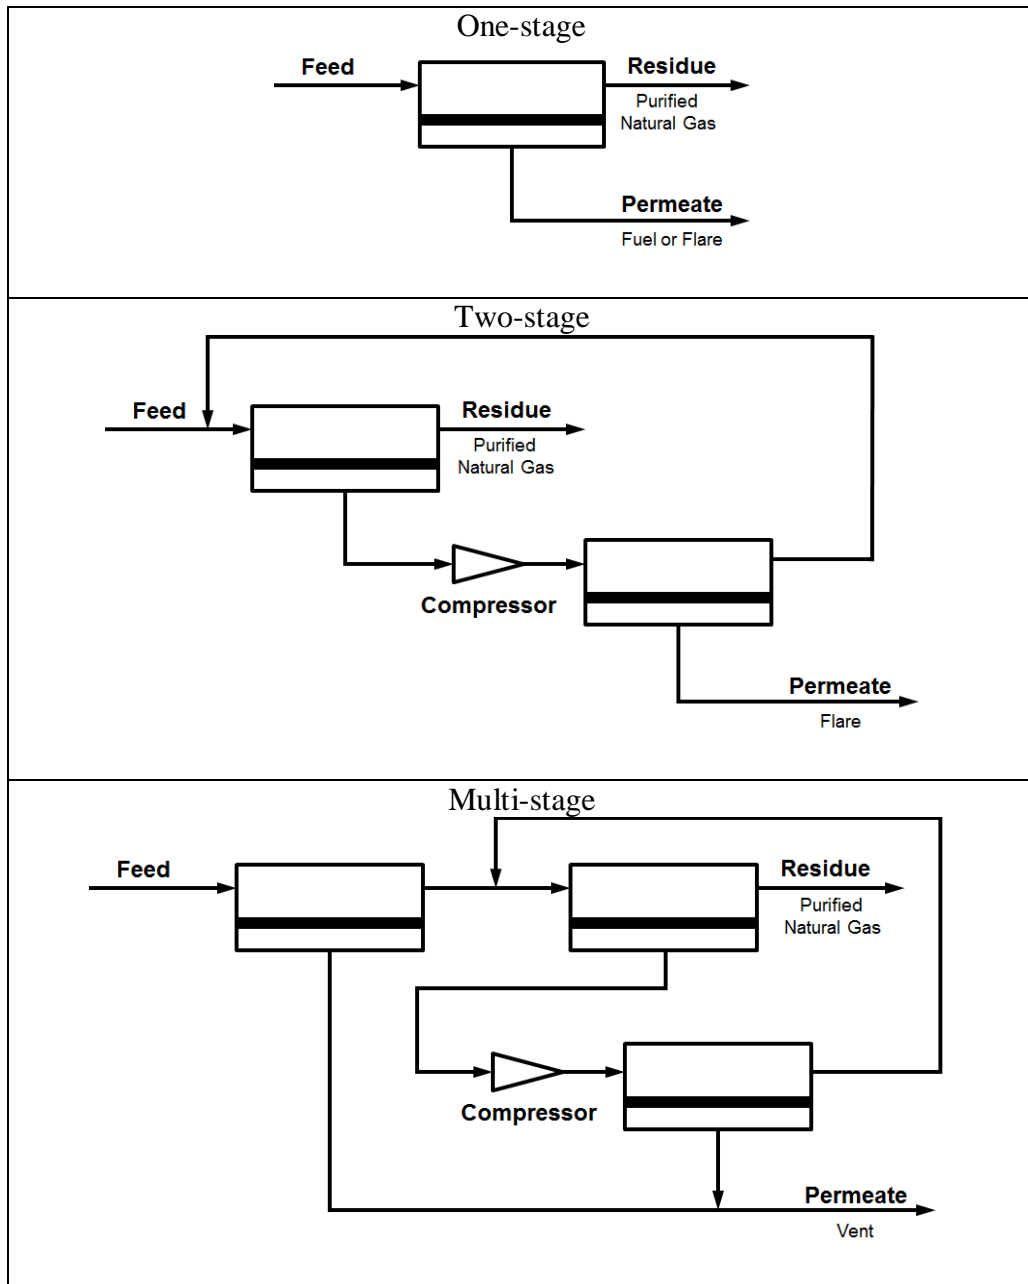 One-stage
Feed
Residue
Purified
Natural Gas
Permeate
Fuel or Flare
Two-stage
Feed
Residue
Purified
Natural Gas
Compressor
Permeate
Flare
Multi-stage
Feed
Residue
Purified
Natural Gas
Compressor
Permeate
Vent